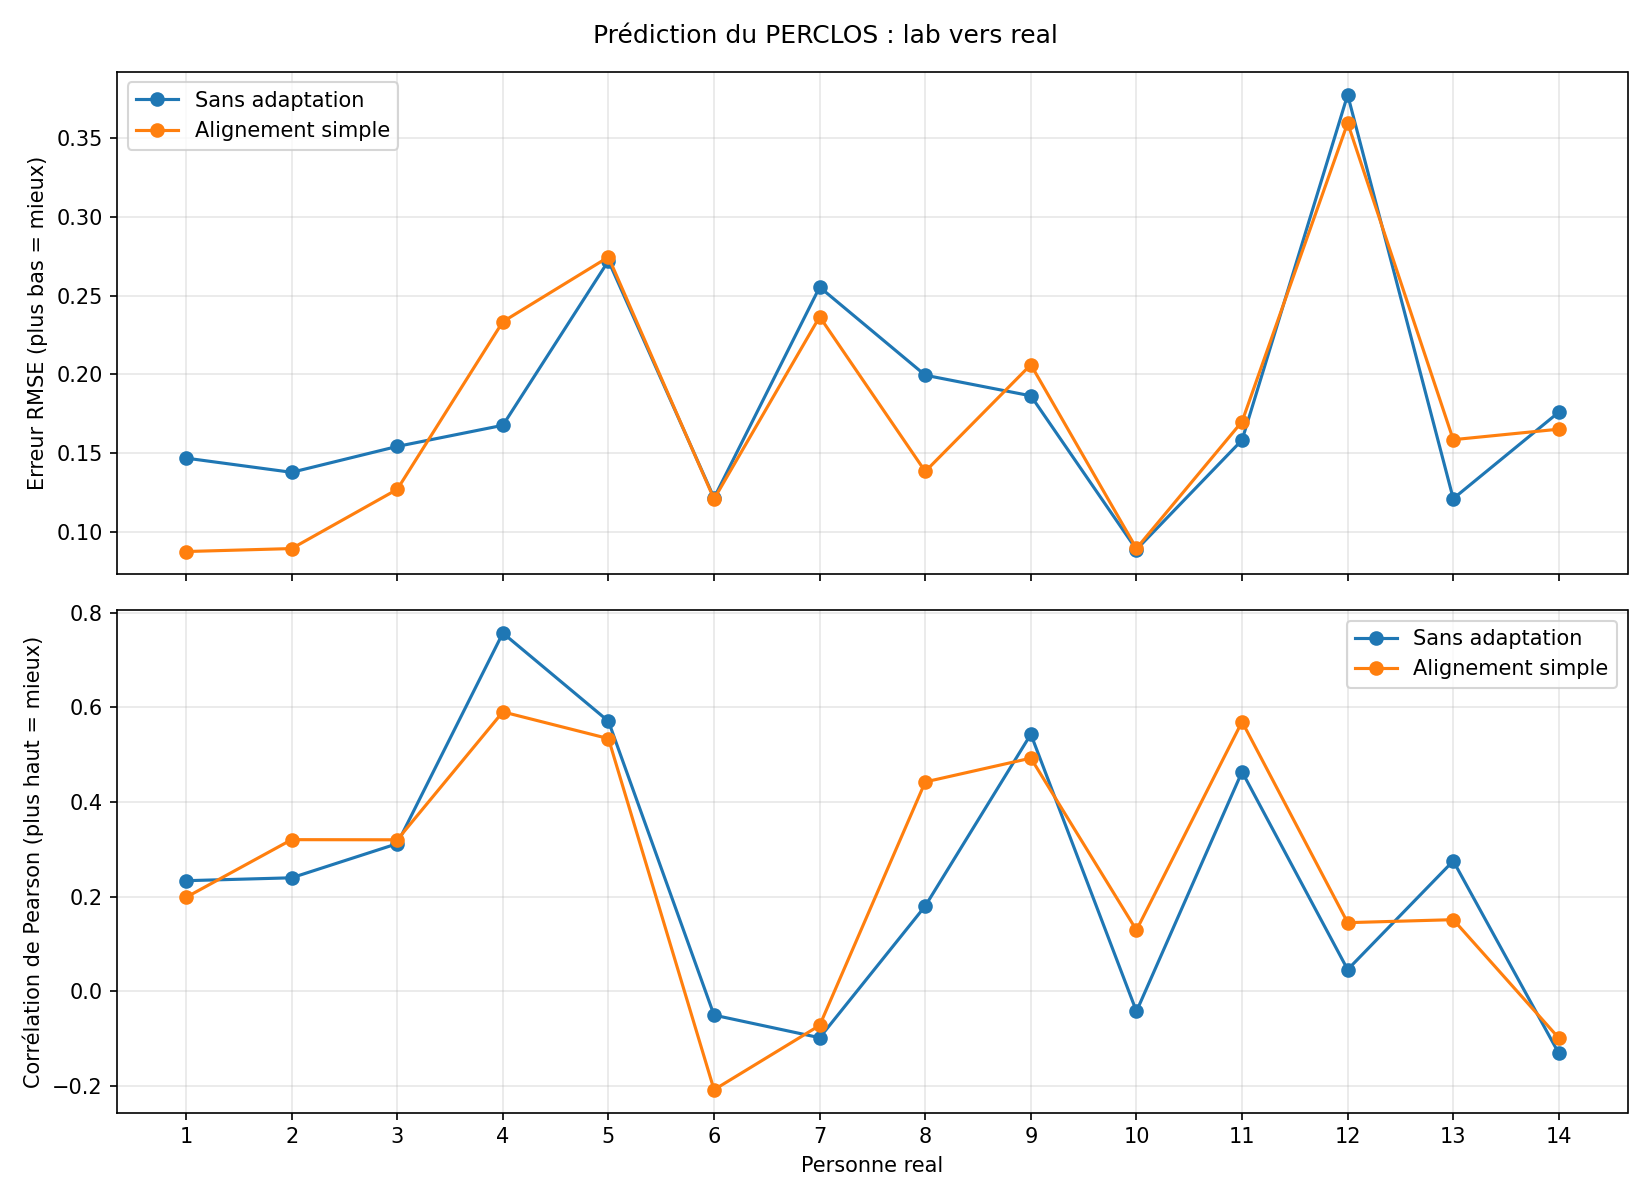 Prédiction du PERCLOS : lab vers real
Erreur RMSE (plus bas = mieux)
0.35
0.30
0.25
0.20
0.15
0.10
Sans adaptation
Alignement simple
Corrélation de Pearson (plus haut = mieux)
0.8
0.6
0.4
0.2
0.0
−0.2
Sans adaptation
Alignement simple
1 2 3 4 5 6 7 8 9 10 11 12 13 14
Personne real